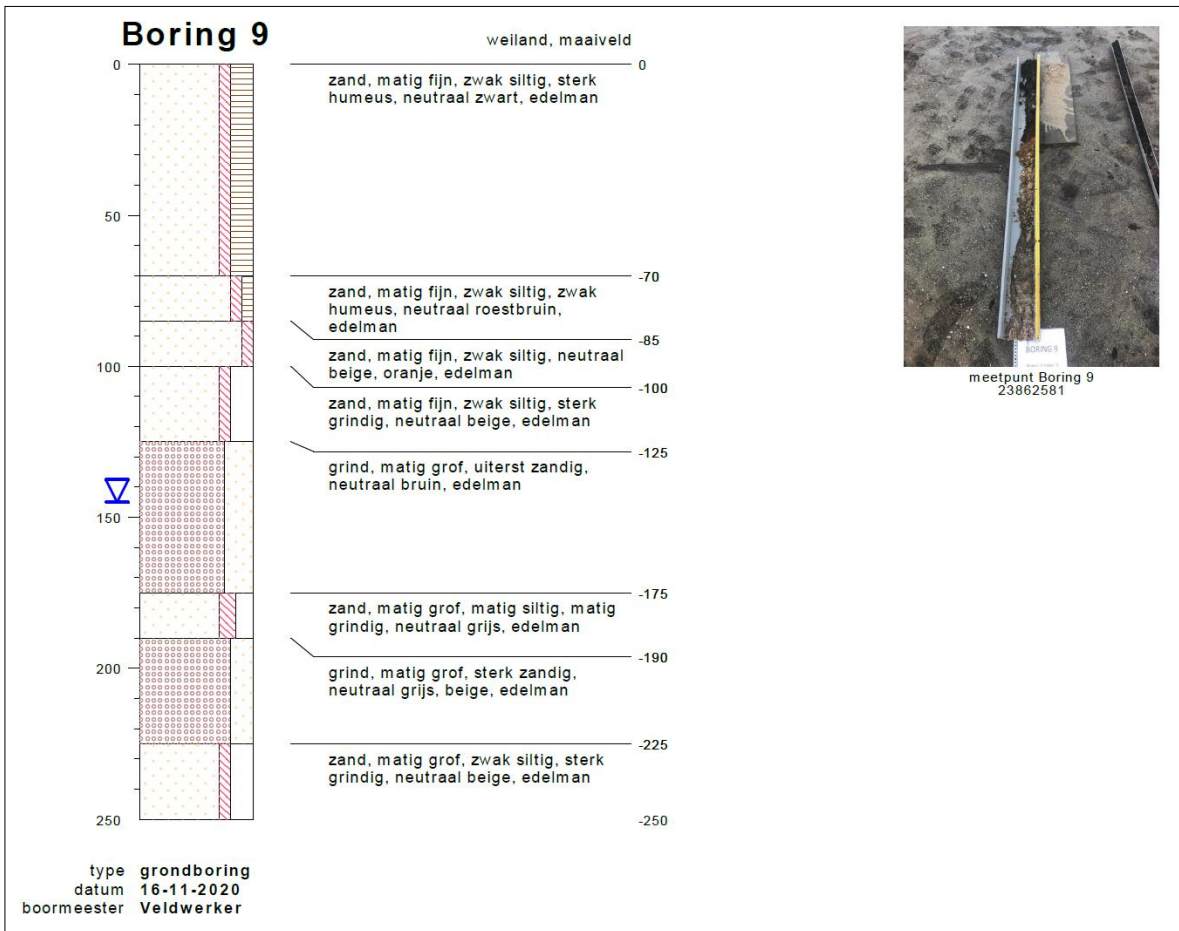 Boring 9
weiland, maaiveld
0
0
zand, matig fijn, zwak siltig, sterk
humeus, neutraal zwart, edelman
50
-70
zand, matig fijn, zwak siltig, zwak
humeus, neutraal roestbruin,
edelman
-85
zand, matig fijn, zwak siltig, neutraal
beige, oranje, edelman
100
-100
zand, matig fijn, zwak siltig, sterk
grindig, neutraal beige, edelman
-125
grind, matig grof, uiterst zandig,
neutraal bruin, edelman
150
-175
zand, matig grof, matig siltig, matig
grindig, neutraal grijs, edelman
-190
200
grind, matig grof, sterk zandig,
neutraal grijs, beige, edelman
-225
zand, matig grof, zwak siltig, sterk
grindig, neutraal beige, edelman
250
-250
type grondboring
datum 16-11-2020
boormeester Veldwerker
BORING 9
meetpunt Boring 9
23862581